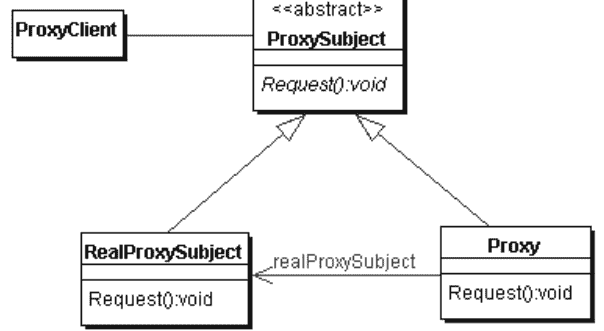 <<abstract>>
ProxyClient
ProxySubject
Request():void
RealProxySubject
realProxySubject
Proxy
Request():void
Request():void